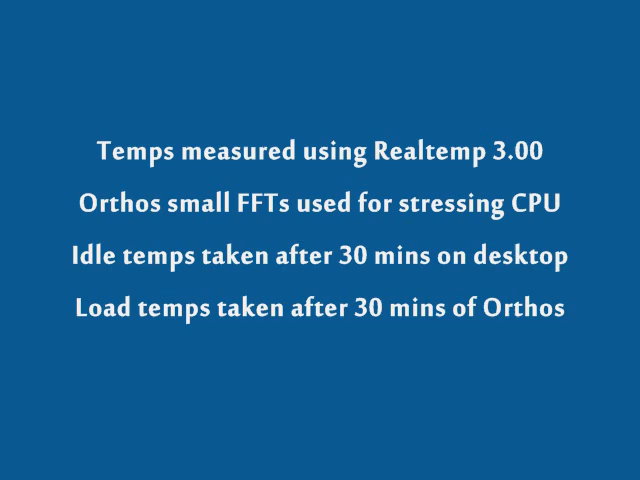 Temps measured using Realtemp 3.00
Orthos small FFTs used for stressing CPU
Idle temps taken after 30 mins on desktop
Load temps taken after 30 mins of Orthos